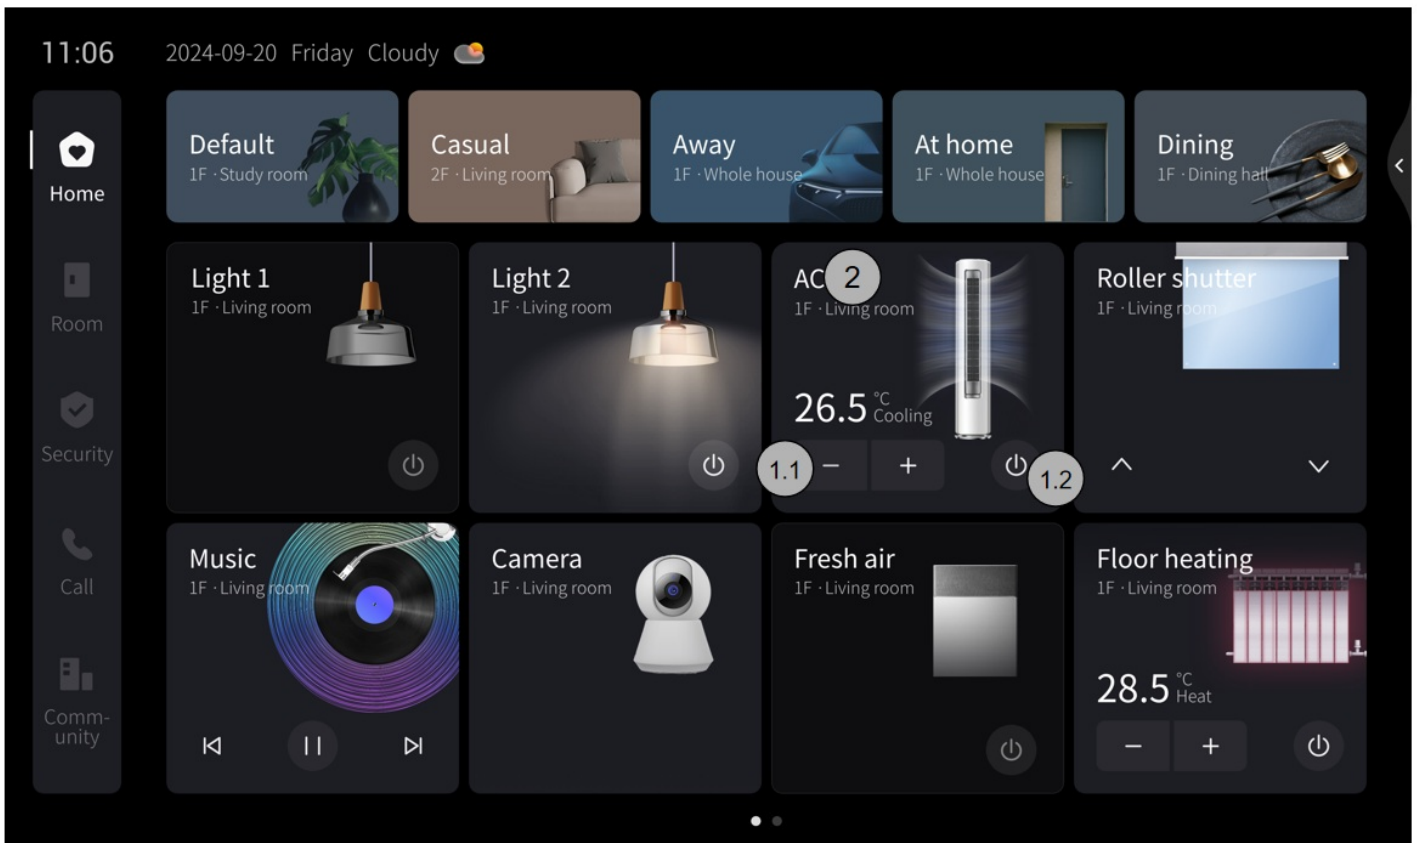 11:06
2024-09-20 Friday Cloudy
Home
Room
Security
Call
Comm-
unity
Default
1F · Study room
Casual
2F · Living room
Away
1F · Whole house
At home
1F · Whole house
Dining
1F · Dining hall
Light 1
1F · Living room
Light 2
1F · Living room
AC
2
1F · Living room
26.5 °C
Cooling
1.1
− +
1.2
Roller shutter
1F · Living room
Music
1F · Living room
Camera
1F · Living room
Fresh air
1F · Living room
Floor heating
1F · Living room
28.5 °C
Heat
− +